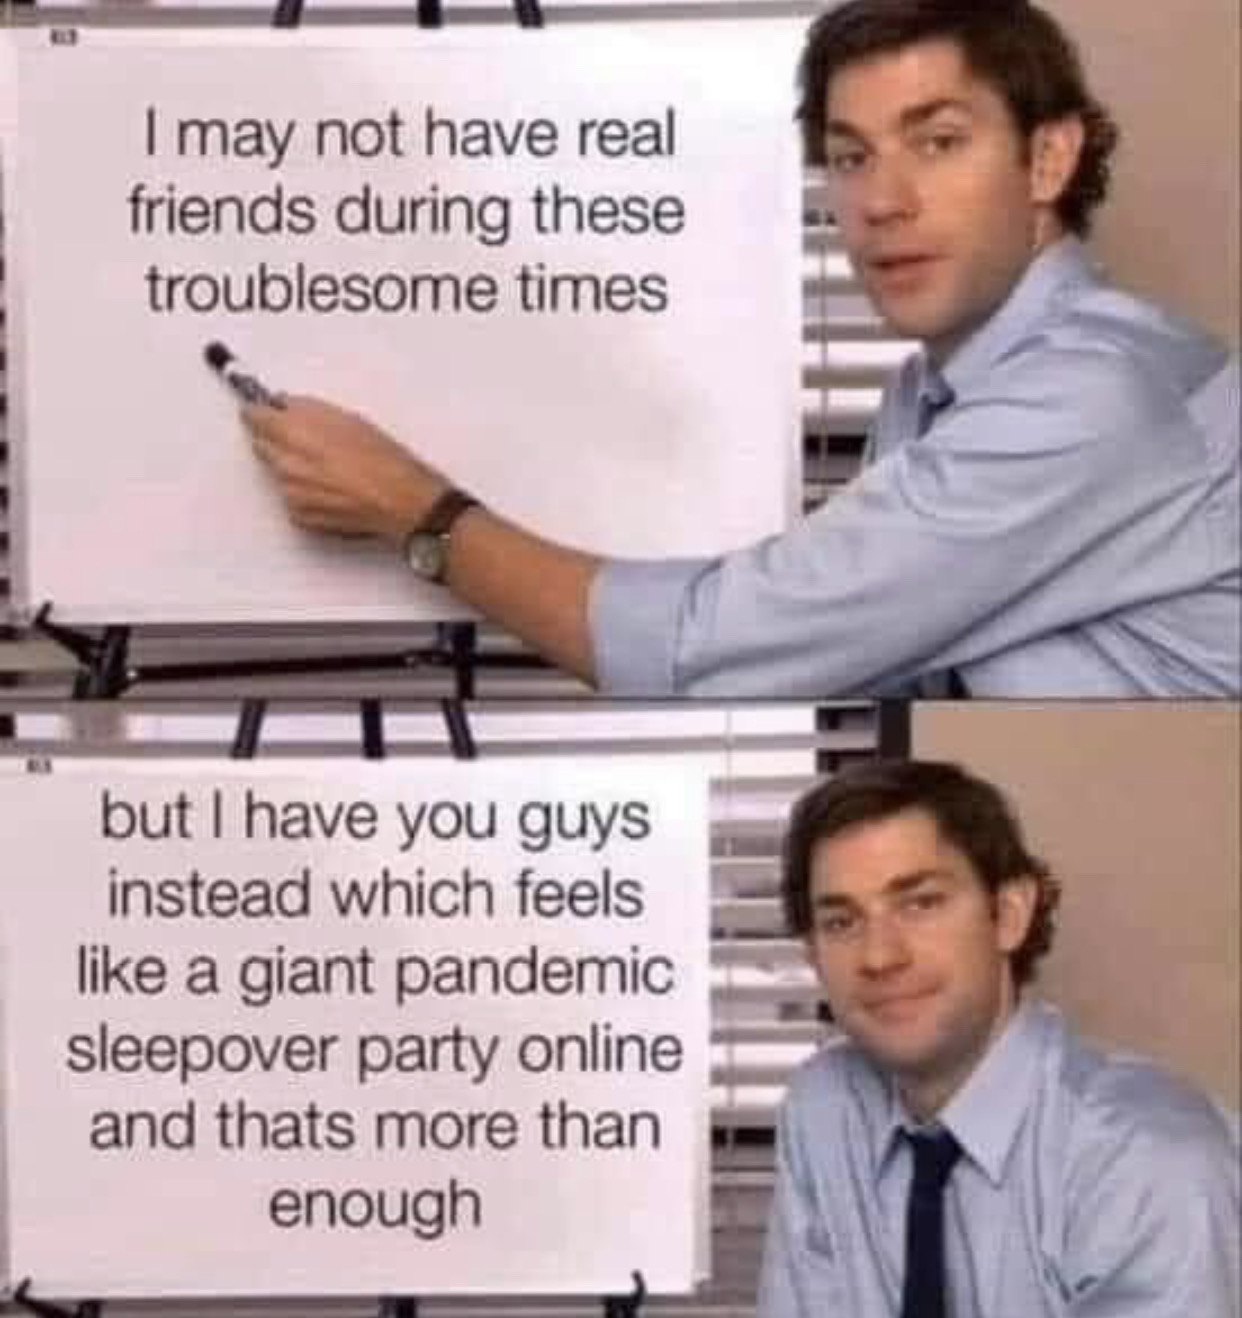 I may not have real
friends during these
troublesome times
but I have you guys
instead which feels
like a giant pandemic
sleepover party online
and thats more than
enough